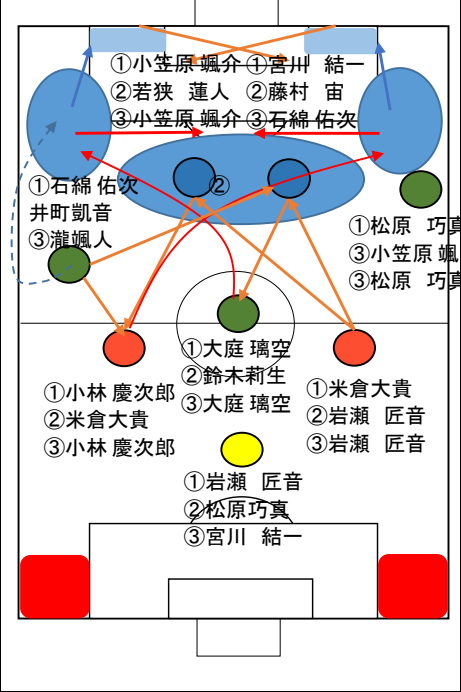 ①小笠原 颯介 ①宮川　結一
②若狭　蓮人　②藤村　宙
③小笠原 颯介 ③石綿 佑次
②
①石綿 佑次
井町凱音
③瀧颯人
①松原　巧真
③小笠原 颯
③松原　巧真
①大庭 璃空
②鈴木莉生
③大庭 璃空
①小林 慶次郎
②米倉大貴
③小林 慶次郎
①米倉大貴
②岩瀬　匠音
③岩瀬　匠音
①岩瀬　匠音
②松原巧真
③宮川　結一